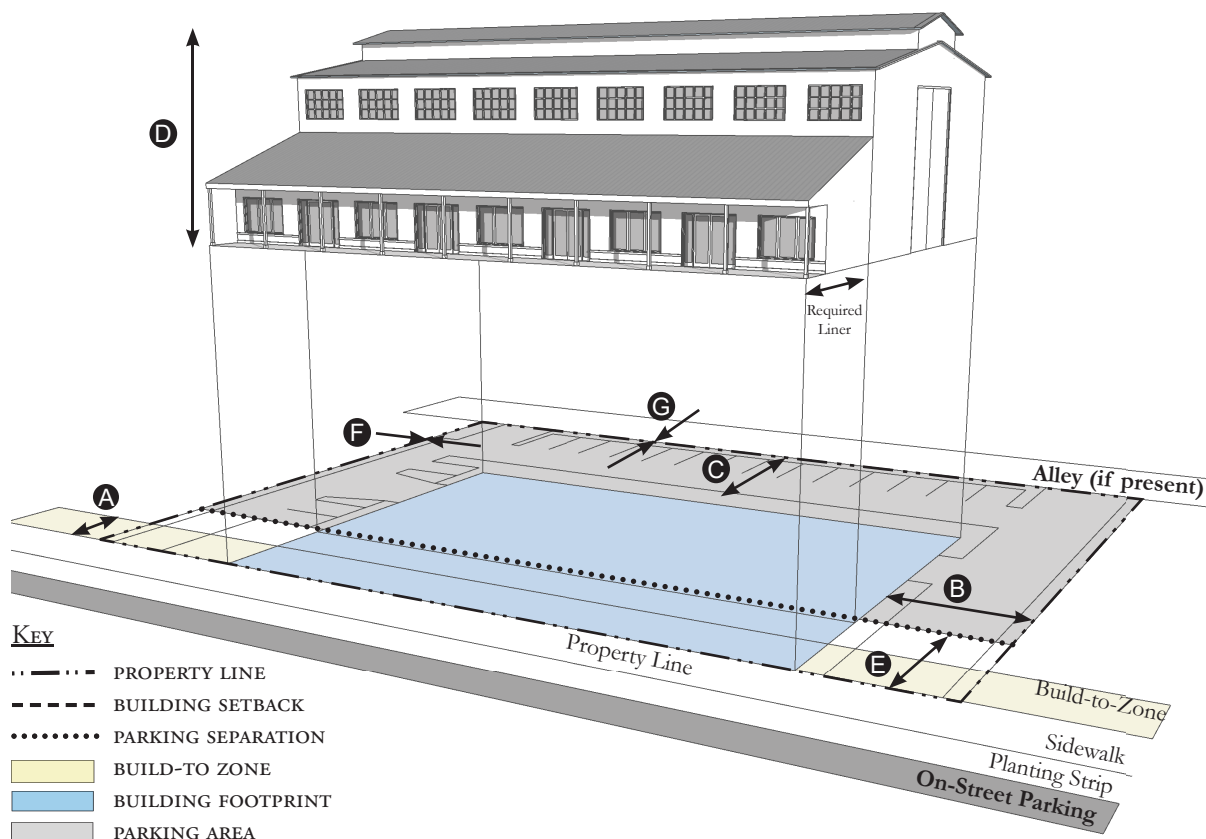 D
Required
Liner
G
F
C
Alley (if present)
A
B
E
Property Line
Build-to-Zone
Sidewalk
Planting Strip
On-Street Parking
KEY
PROPERTY LINE
BUILDING SETBACK
PARKING SEPARATION
BUILD-TO ZONE
BUILDING FOOTPRINT
PARKING AREA